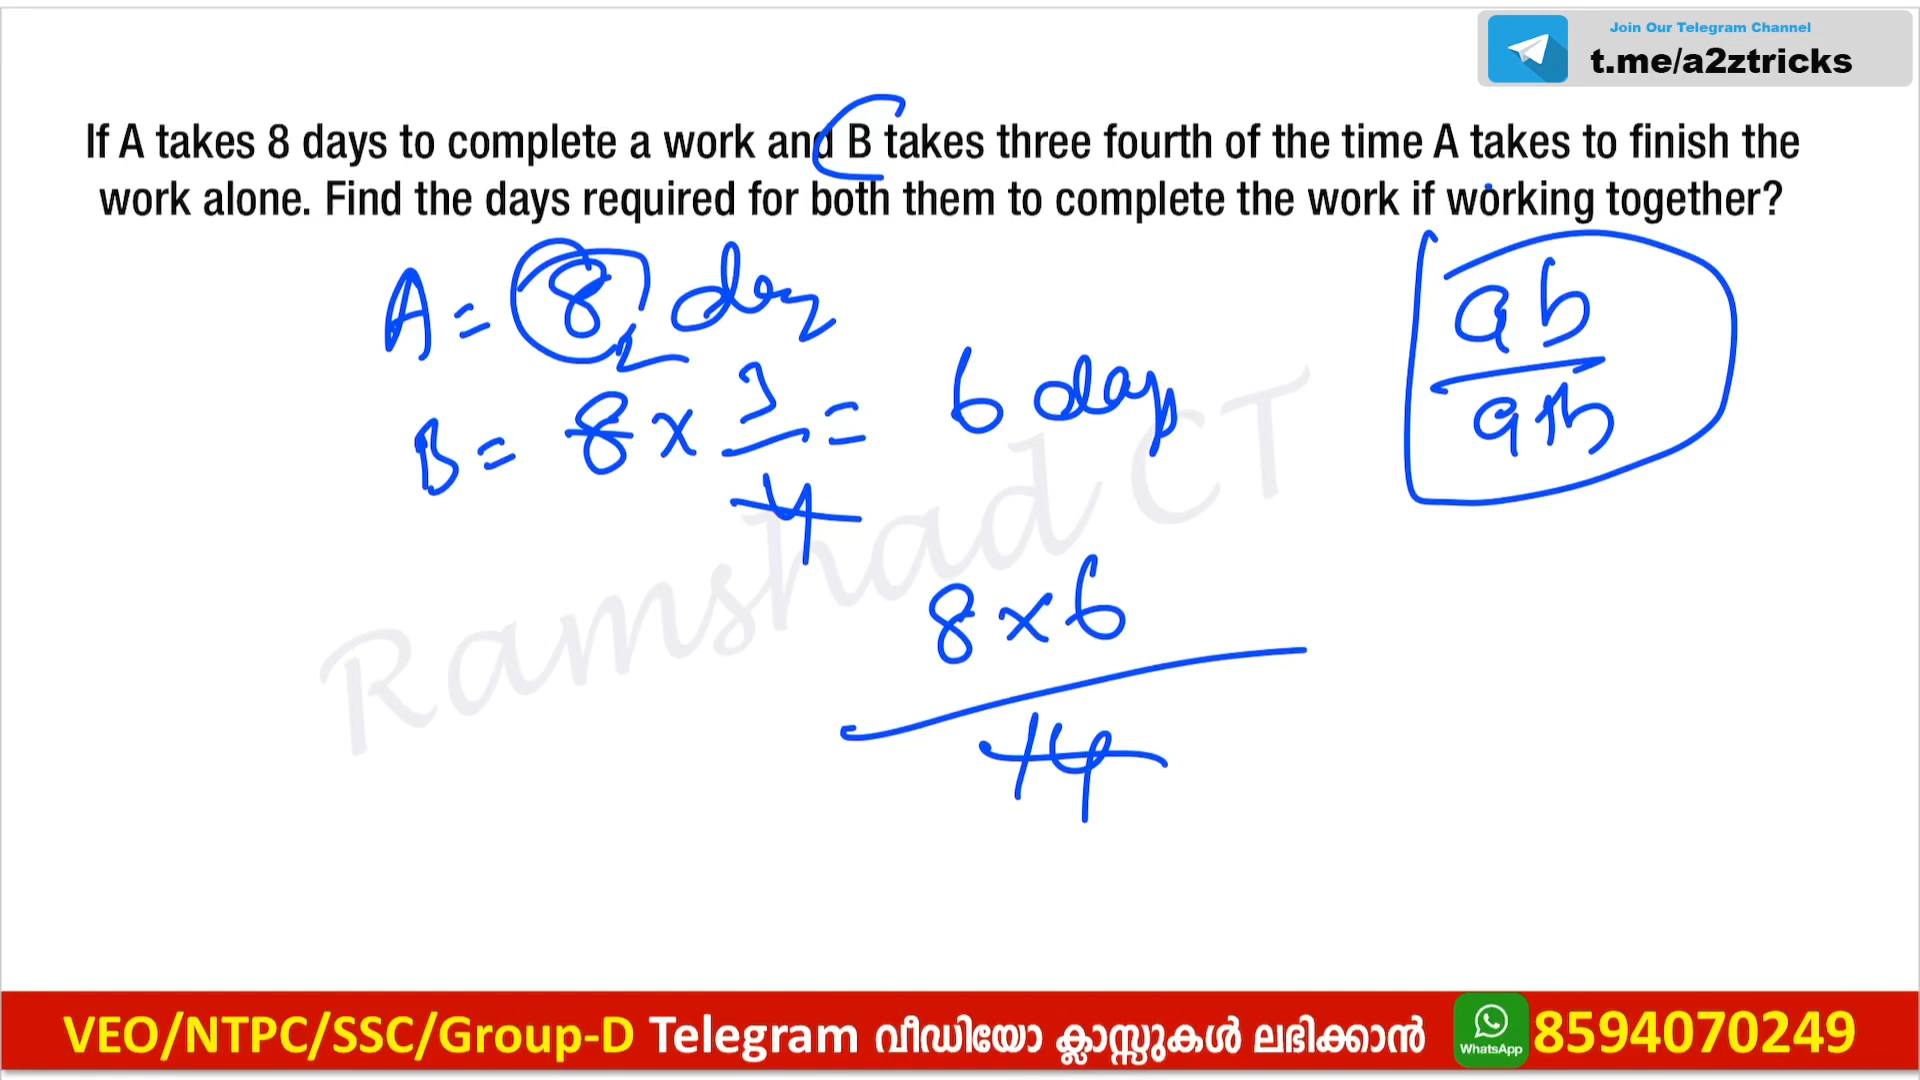 Join Our Telegram Channel
t.me/a2ztricks
If A takes 8 days to complete a work and B takes three fourth of the time A takes to finish the
work alone. Find the days required for both them to complete the work if working together?
A = 8 day
ab
B = 8 x 3 = 6 days
4
a+b
8 x 6
14
Ramshad CT
VEO/NTPC/SSC/Group-D Telegram വീഡിയോ ക്ലാസ്സുകൾ ലഭിക്കാൻ WhatsApp 8594070249